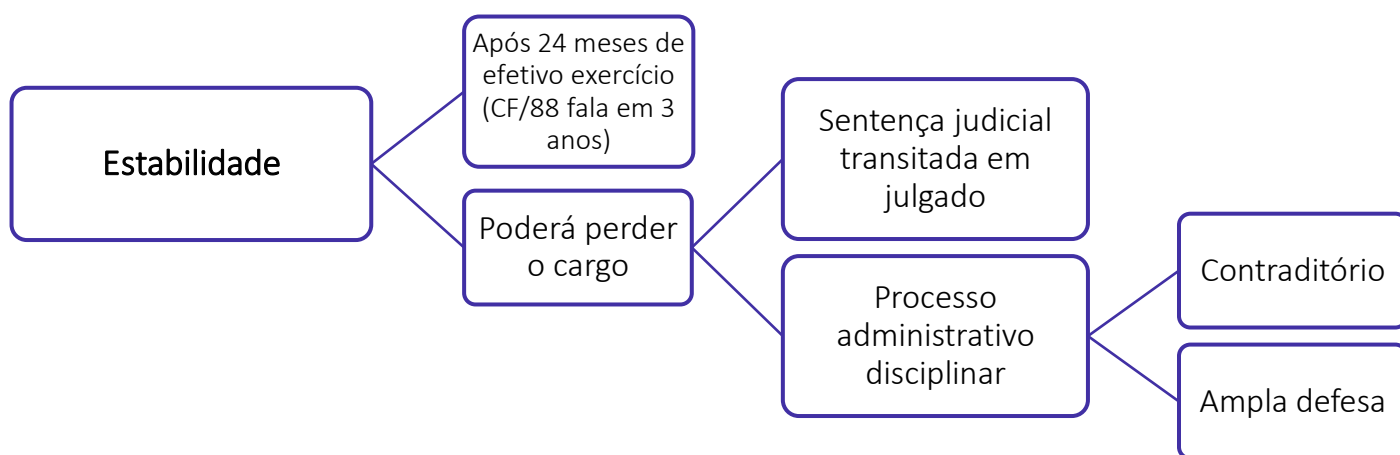 Estabilidade
Após 24 meses de
efetivo exercício
(CF/88 fala em 3
anos)
Poderá perder
o cargo
Sentença judicial
transitada em
julgado
Processo
administrativo
disciplinar
Contraditório
Ampla defesa